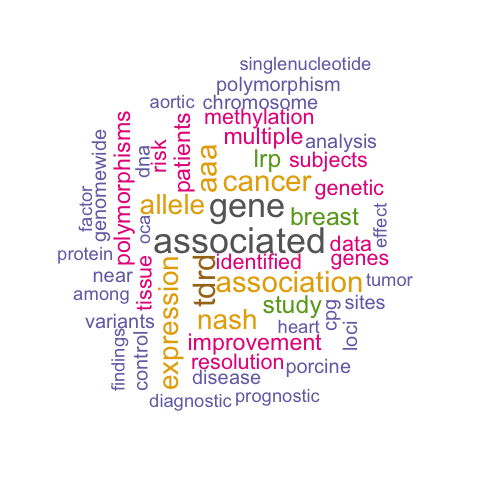 singlenucleotide
polymorphism
aortic
chromosome
methylation
multiple
analysis
patients
risk
dna
polymorphisms
genomewide
factor
aaa
lrp
subjects
cancer
genetic
allele
gene
breast
effect
oca
associated
data
protein
identified
genes
near
tissue
tdrd
association
tumor
among
expression
study
cpg
sites
variants
nash
heart
loci
control
findings
improvement
resolution
porcine
disease
diagnostic
prognostic